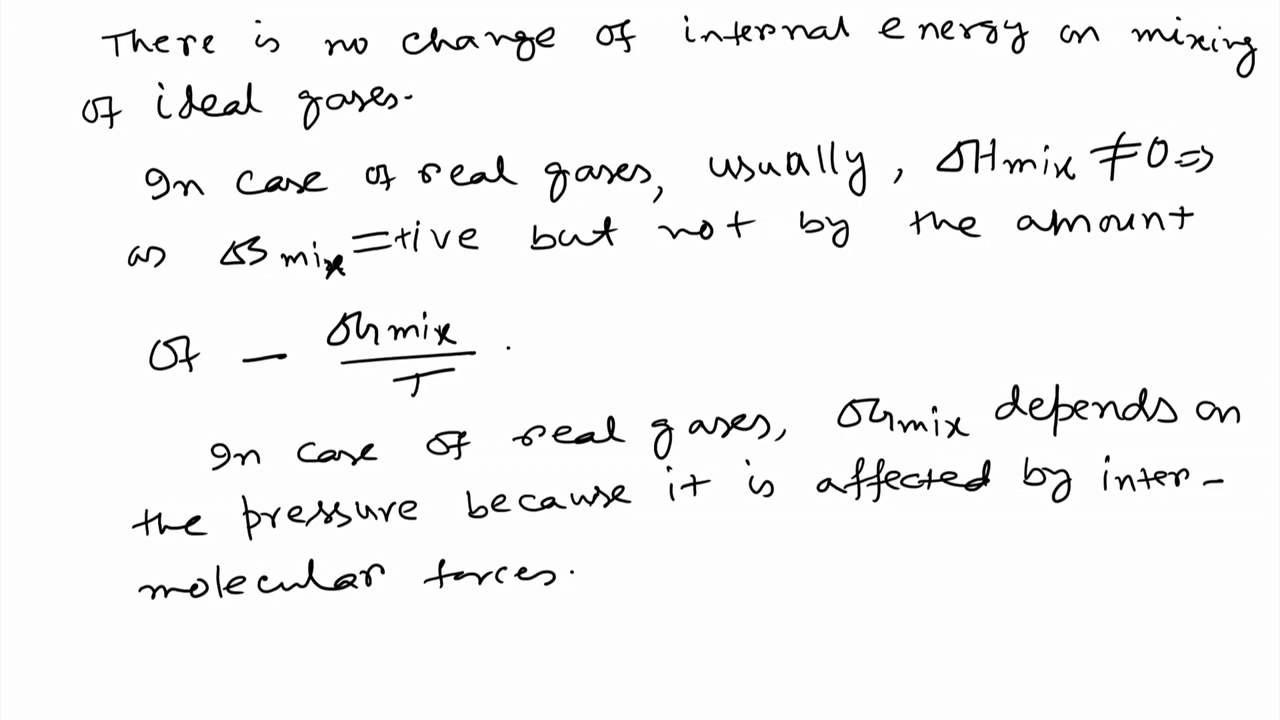 There is no change of internal energy on mixing
of ideal gases.
In case of real gases, usually, ΔHmix ≠ 0 ⇒
as ΔSmix = +ive but not by the amount
of - ΔGmix / T .
In case of real gases, ΔGmix depends on
the pressure because it is affected by inter-
molecular forces.